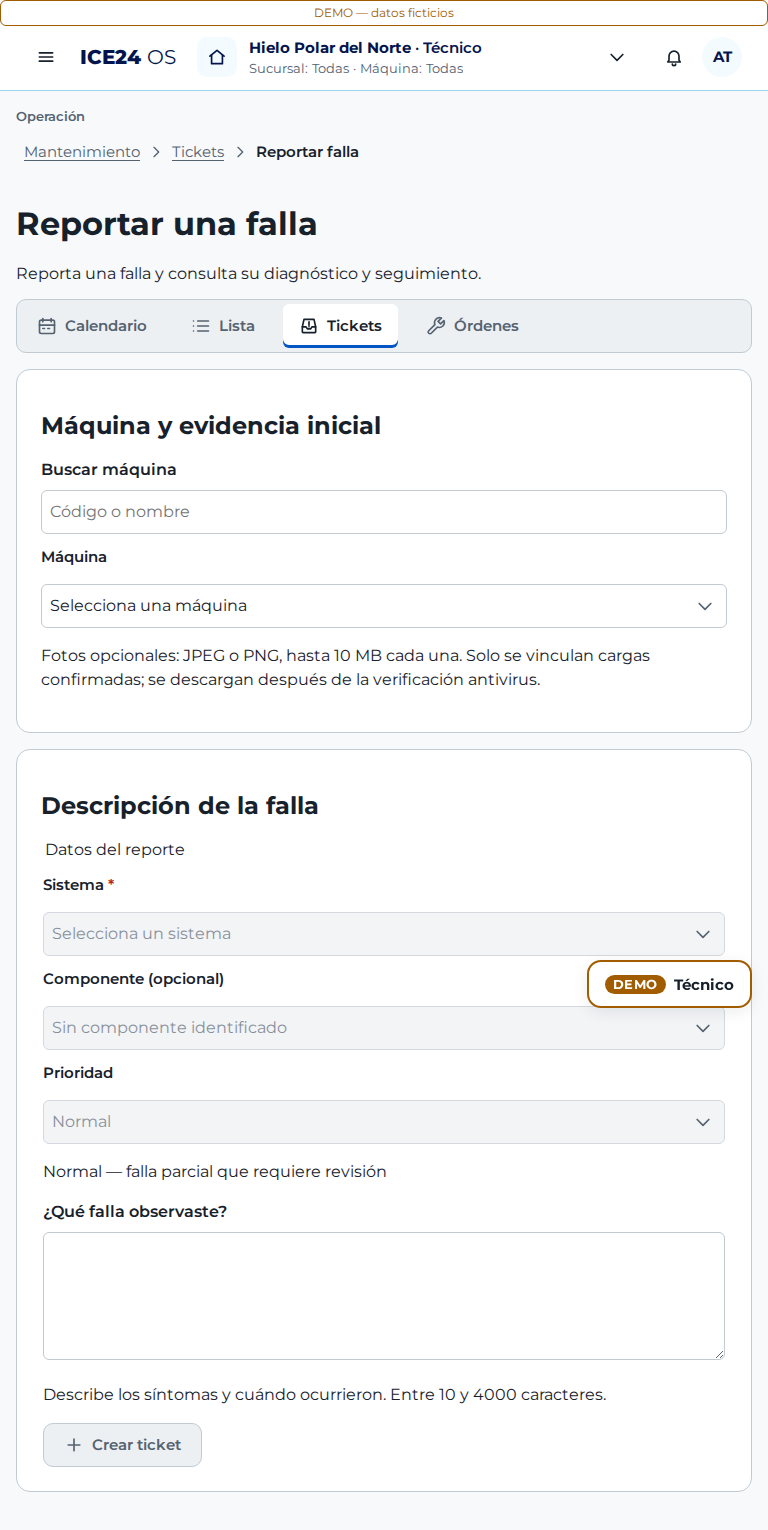 DEMO — datos ficticios
ICE24 OS
Hielo Polar del Norte · Técnico
Sucursal: Todas · Máquina: Todas
AT
Operación
Mantenimiento
Tickets
Reportar falla
Reportar una falla
Reporta una falla y consulta su diagnóstico y seguimiento.
Calendario
Lista
Tickets
Órdenes
Máquina y evidencia inicial
Buscar máquina
Código o nombre
Máquina
Selecciona una máquina
Fotos opcionales: JPEG o PNG, hasta 10 MB cada una. Solo se vinculan cargas
confirmadas; se descargan después de la verificación antivirus.
Descripción de la falla
Datos del reporte
Sistema *
Selecciona un sistema
Componente (opcional)
DEMO Técnico
Sin componente identificado
Prioridad
Normal
Normal — falla parcial que requiere revisión
¿Qué falla observaste?
Describe los síntomas y cuándo ocurrieron. Entre 10 y 4000 caracteres.
Crear ticket